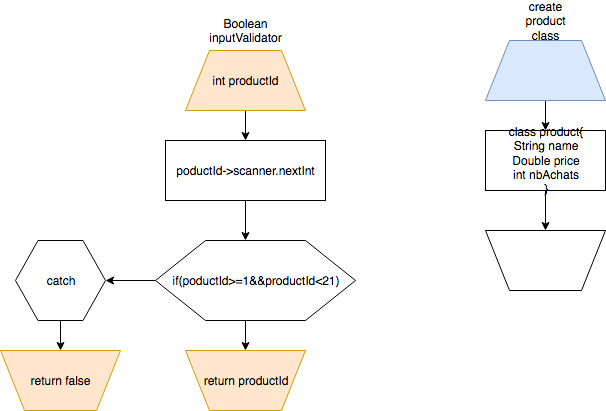 Boolean
inputValidator
int productId
poductId->scanner.nextInt
if(poductId>=1&&productId<21)
catch
return false
return productId
create
product
class
class product{
String name
Double price
int nbAchats
}